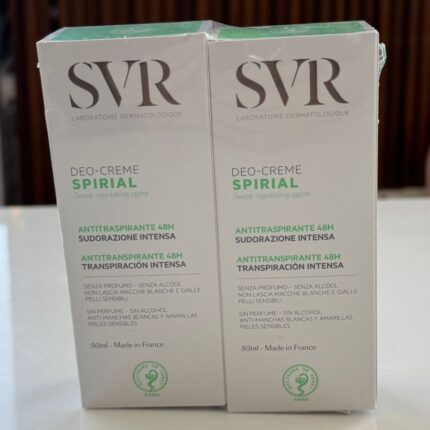 SVR
LABORATOIRE DERMATOLOGIQUE
DEO-CREME
SPIRIAL
Sweat-regulating agent
ANTITRASPIRANTE 48H
SUDORAZIONE INTENSA
ANTITRANSPIRANTE 48H
TRANSPIRACIÓN INTENSA
SENZA PROFUMO - SENZA ALCOOL
NON LASCIA MACCHIE BIANCHE E GIALLE
PELLI SENSIBILI
SIN PERFUME - SIN ALCOHOL
ANTI-MANCHAS BLANCAS Y AMARILLAS
PIELES SENSIBLES
50ml - Made in France
PARIS
SVR
LABORATOIRE DERMATOLOGIQUE
DEO-CREME
SPIRIAL
Sweat-regulating agent
ANTITRASPIRANTE 48H
SUDORAZIONE INTENSA
ANTITRANSPIRANTE 48H
TRANSPIRACIÓN INTENSA
SENZA PROFUMO - SENZA ALCOOL
NON LASCIA MACCHIE BIANCHE E GIALLE
PELLI SENSIBILI
SIN PERFUME - SIN ALCOHOL
ANTI-MANCHAS BLANCAS Y AMARILLAS
PIELES SENSIBLES
50ml - Made in France
PARIS